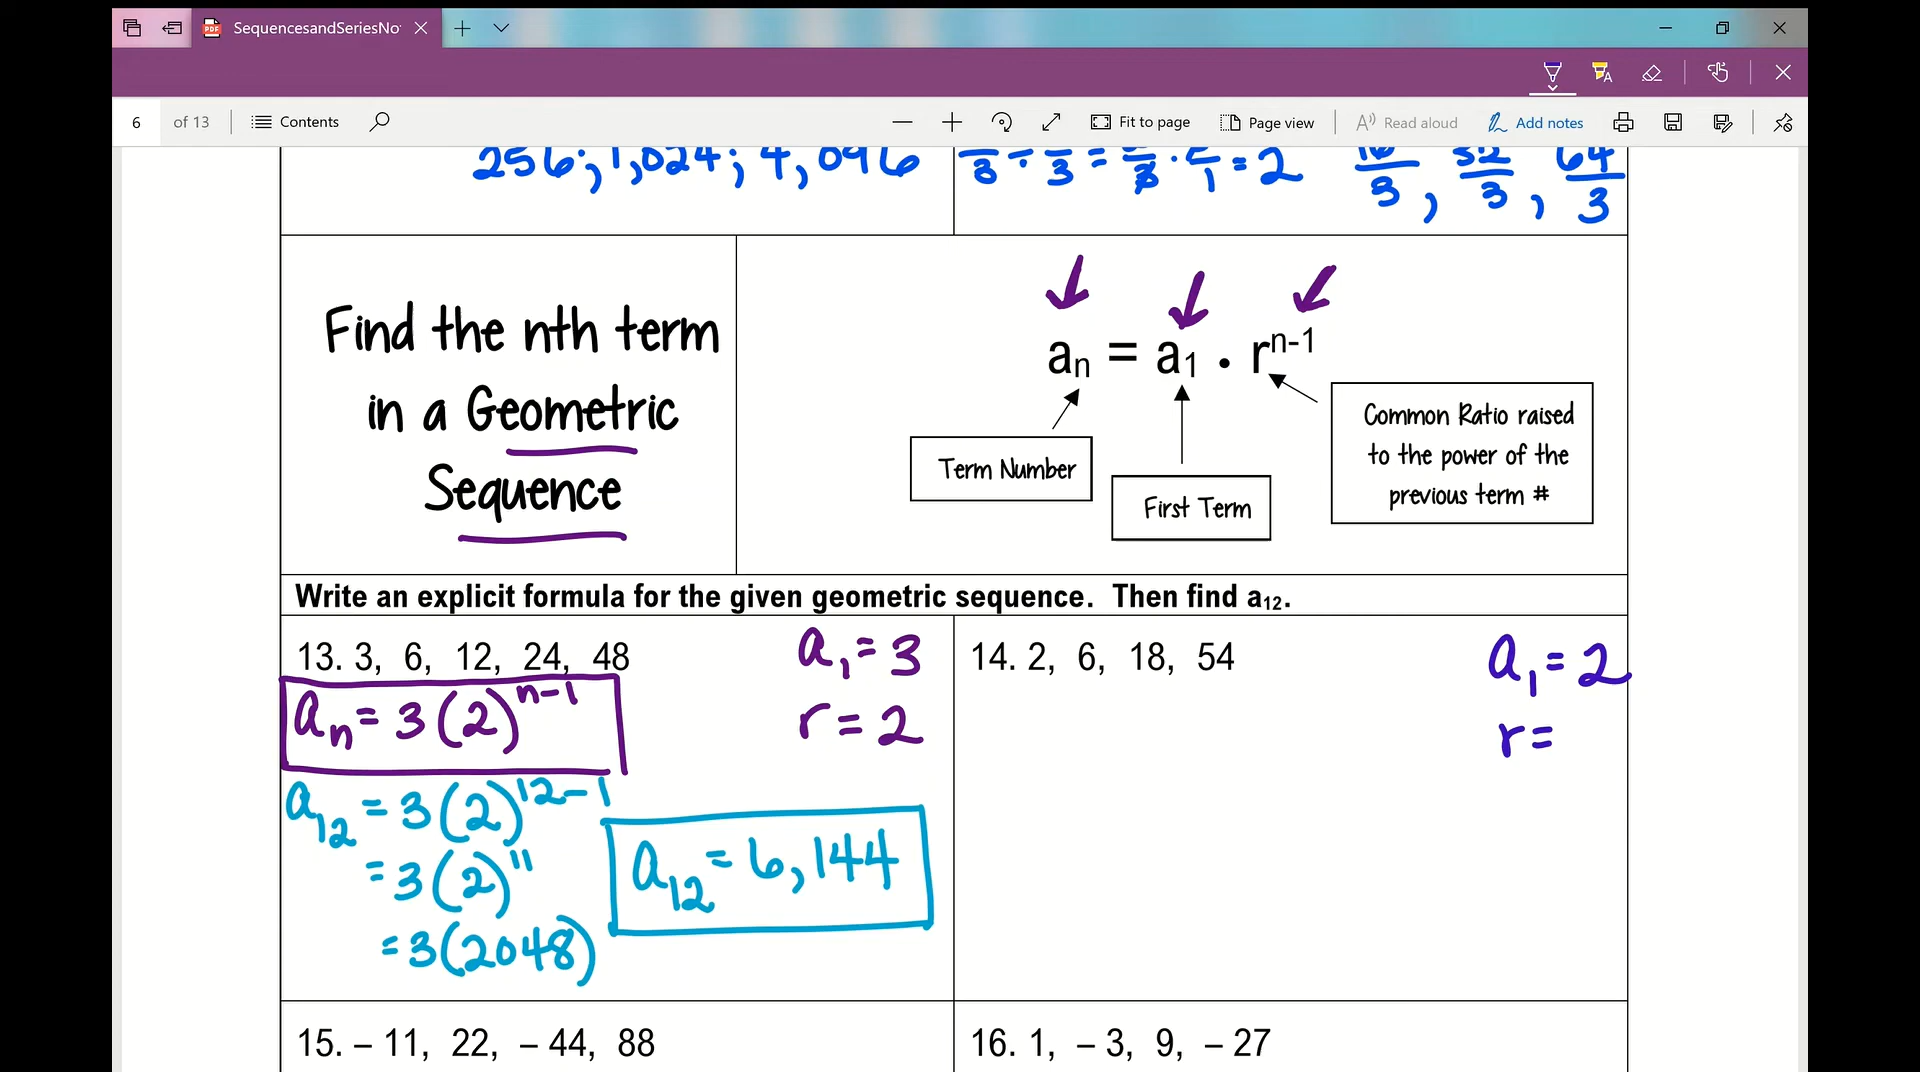 SequencesandSeriesNo
6 of 13 Contents Fit to page Page view Read aloud Add notes
256; 1,024; 4,096
= 2
, 32/3, 64/3
Find the nth term
in a Geometric
Sequence
aₙ = a₁ · rⁿ⁻¹
Term Number
First Term
Common Ratio raised
to the power of the
previous term #
Write an explicit formula for the given geometric sequence. Then find a₁₂.
13. 3, 6, 12, 24, 48
a₁ = 3
r = 2
aₙ = 3(2)ⁿ⁻¹
a₁₂ = 3(2)¹²⁻¹
= 3(2)¹¹
= 3(2048)
a₁₂ = 6,144
14. 2, 6, 18, 54
a₁ = 2
r =
15. – 11, 22, – 44, 88
16. 1, – 3, 9, – 27